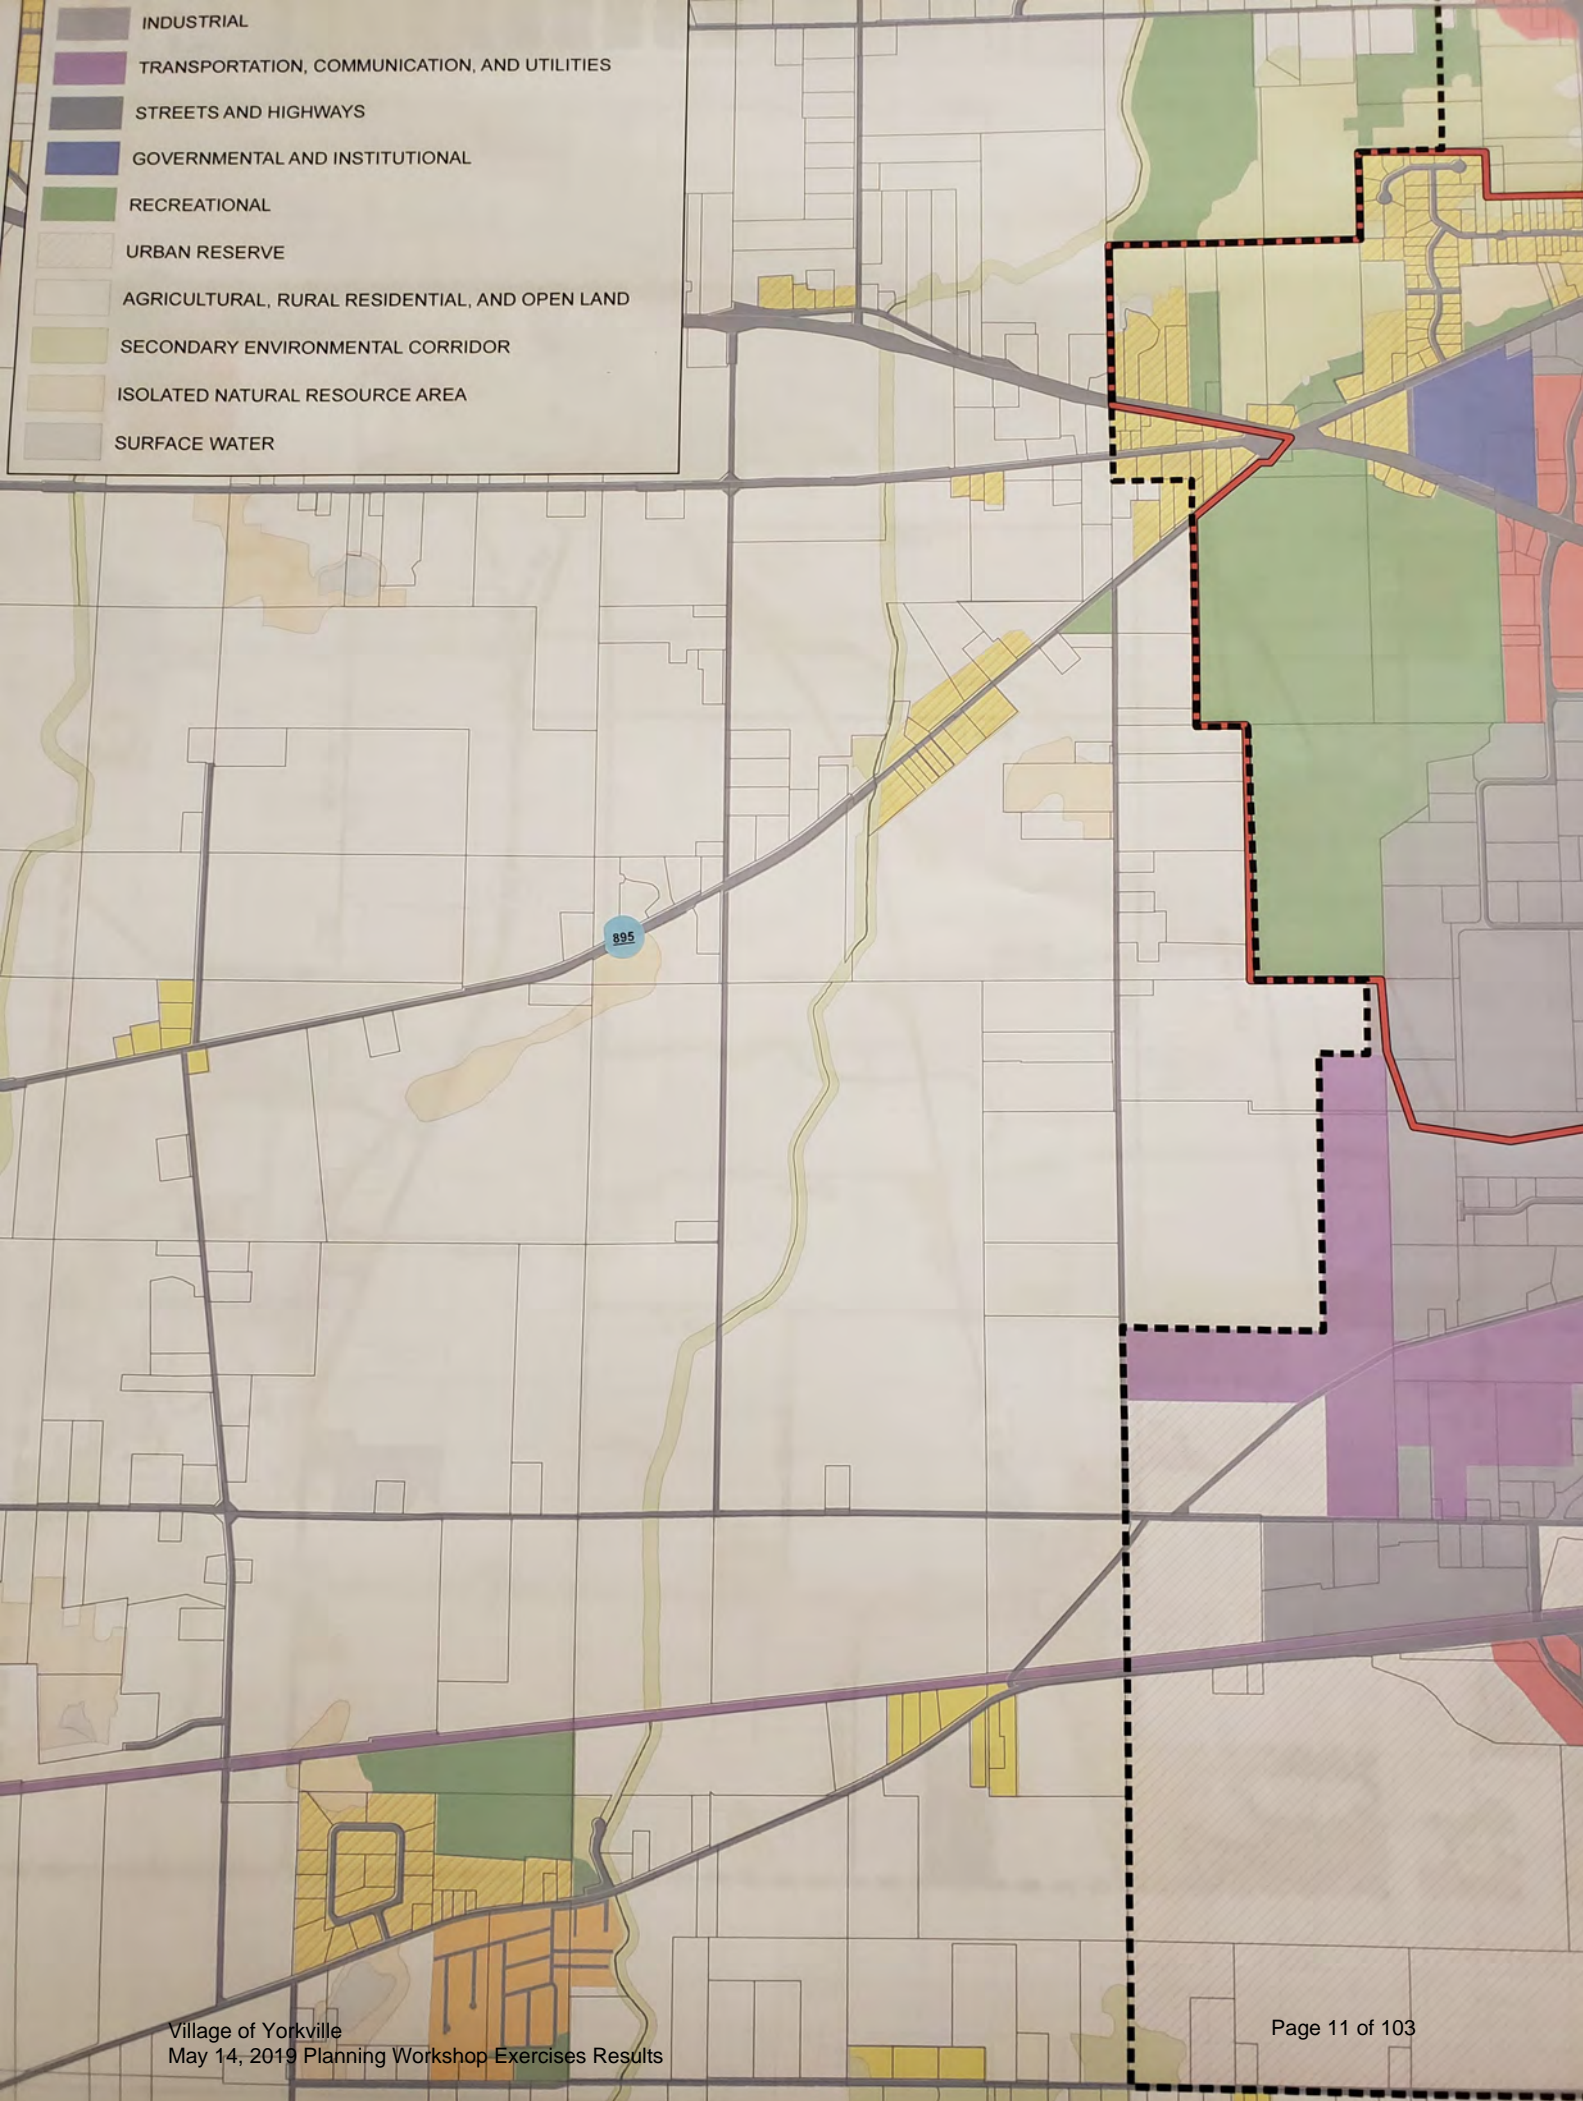 INDUSTRIAL
TRANSPORTATION, COMMUNICATION, AND UTILITIES
STREETS AND HIGHWAYS
GOVERNMENTAL AND INSTITUTIONAL
RECREATIONAL
URBAN RESERVE
AGRICULTURAL, RURAL RESIDENTIAL, AND OPEN LAND
SECONDARY ENVIRONMENTAL CORRIDOR
ISOLATED NATURAL RESOURCE AREA
SURFACE WATER
895
Village of Yorkville
May 14, 2019 Planning Workshop Exercises Results
Page 11 of 103